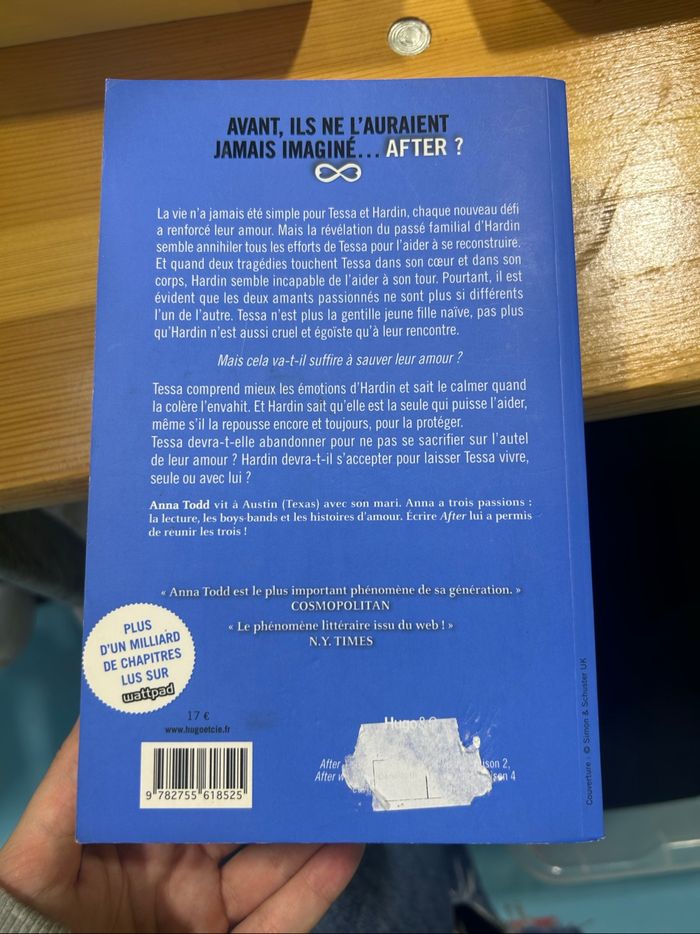 AVANT, ILS NE L'AURAIENT
JAMAIS IMAGINÉ... AFTER ?
La vie n'a jamais été simple pour Tessa et Hardin, chaque nouveau défi
a renforcé leur amour. Mais la révélation du passé familial d'Hardin
semble annihiler tous les efforts de Tessa pour l'aider à se reconstruire.
Et quand deux tragédies touchent Tessa dans son cœur et dans son
corps, Hardin semble incapable de l'aider à son tour. Pourtant, il est
évident que les deux amants passionnés ne sont plus si différents
l'un de l'autre. Tessa n'est plus la gentille jeune fille naïve, pas plus
qu'Hardin n'est aussi cruel et égoïste qu'à leur rencontre.
Mais cela va-t-il suffire à sauver leur amour ?
Tessa comprend mieux les émotions d'Hardin et sait le calmer quand
la colère l'envahit. Et Hardin sait qu'elle est la seule qui puisse l'aider,
même s'il la repousse encore et toujours, pour la protéger.
Tessa devra-t-elle abandonner pour ne pas se sacrifier sur l'autel
de leur amour ? Hardin devra-t-il s'accepter pour laisser Tessa vivre,
seule ou avec lui ?
Anna Todd vit à Austin (Texas) avec son mari. Anna a trois passions :
la lecture, les boys-bands et les histoires d'amour. Écrire After lui a permis
de réunir les trois !
« Anna Todd est le plus important phénomène de sa génération. »
COSMOPOLITAN
« Le phénomène littéraire issu du web ! »
N.Y. TIMES
PLUS
D'UN MILLIARD
DE CHAPITRES
LUS SUR
wattpad
17 €
www.hugoetcie.fr
9 782755 618525
Hugo&
After
2,
After
4
Couverture : © Simon & Schuster UK